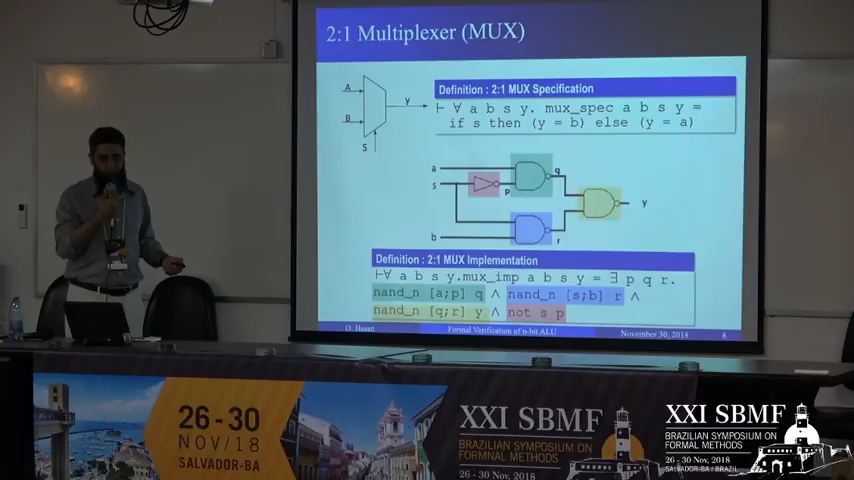 2:1 Multiplexer (MUX)
A
B
S
y
Definition : 2:1 MUX Specification
⊢ ∀ a b s y. mux_spec a b s y =
if s then (y = b) else (y = a)
a
s
b
p
q
r
y
Definition : 2:1 MUX Implementation
⊢∀ a b s y.mux_imp a b s y = ∃ p q r.
nand_n [a;p] q ∧ nand_n [s;b] r ∧
nand_n [q;r] y ∧ not s p
O. Hasan Formal Verification of n-bit ALU November 30, 2018 8
26-30
NOV/18
SALVADOR-BA
XXI SBMF
BRAZILIAN SYMPOSIUM ON
FORMNAL METHODS
26 - 30 Nov, 2018
XXI SBMF
BRAZILIAN SYMPOSIUM ON
FORMAL METHODS
26 - 30 Nov, 2018
SALVADOR-BA / BRAZIL